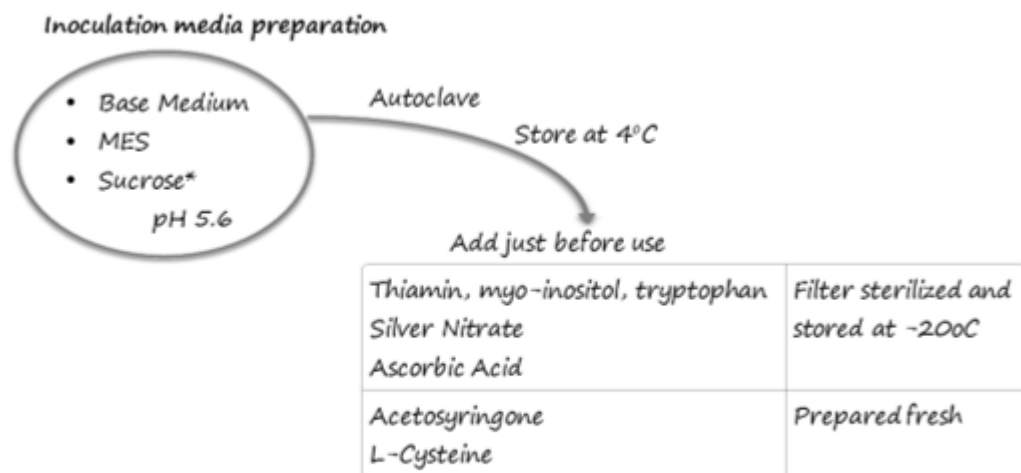 Inoculation media preparation
• Base Medium
• MES
• Sucrose*
pH 5.6
Autoclave
Store at 4ºC
Add just before use
Thiamin, myo-inositol, tryptophan
Silver Nitrate
Ascorbic Acid
Filter sterilized and
stored at -20oC
Acetosyringone
L-Cysteine
Prepared fresh